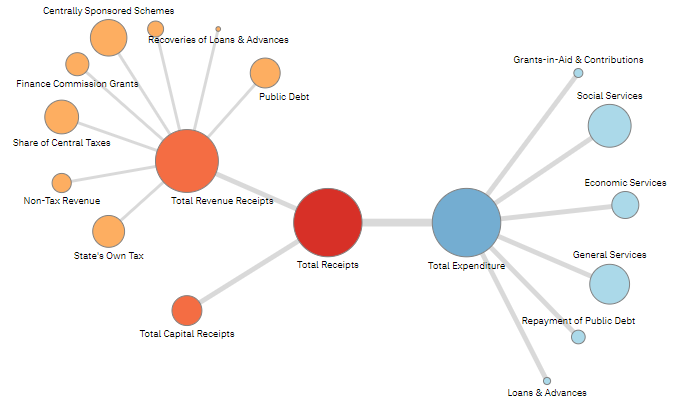 Centrally Sponsored Schemes
Recoveries of Loans & Advances
Grants-in-Aid & Contributions
Finance Commission Grants
Public Debt
Social Services
Share of Central Taxes
Economic Services
Non-Tax Revenue
Total Revenue Receipts
State's Own Tax
General Services
Total Receipts
Total Expenditure
Repayment of Public Debt
Total Capital Receipts
Loans & Advances